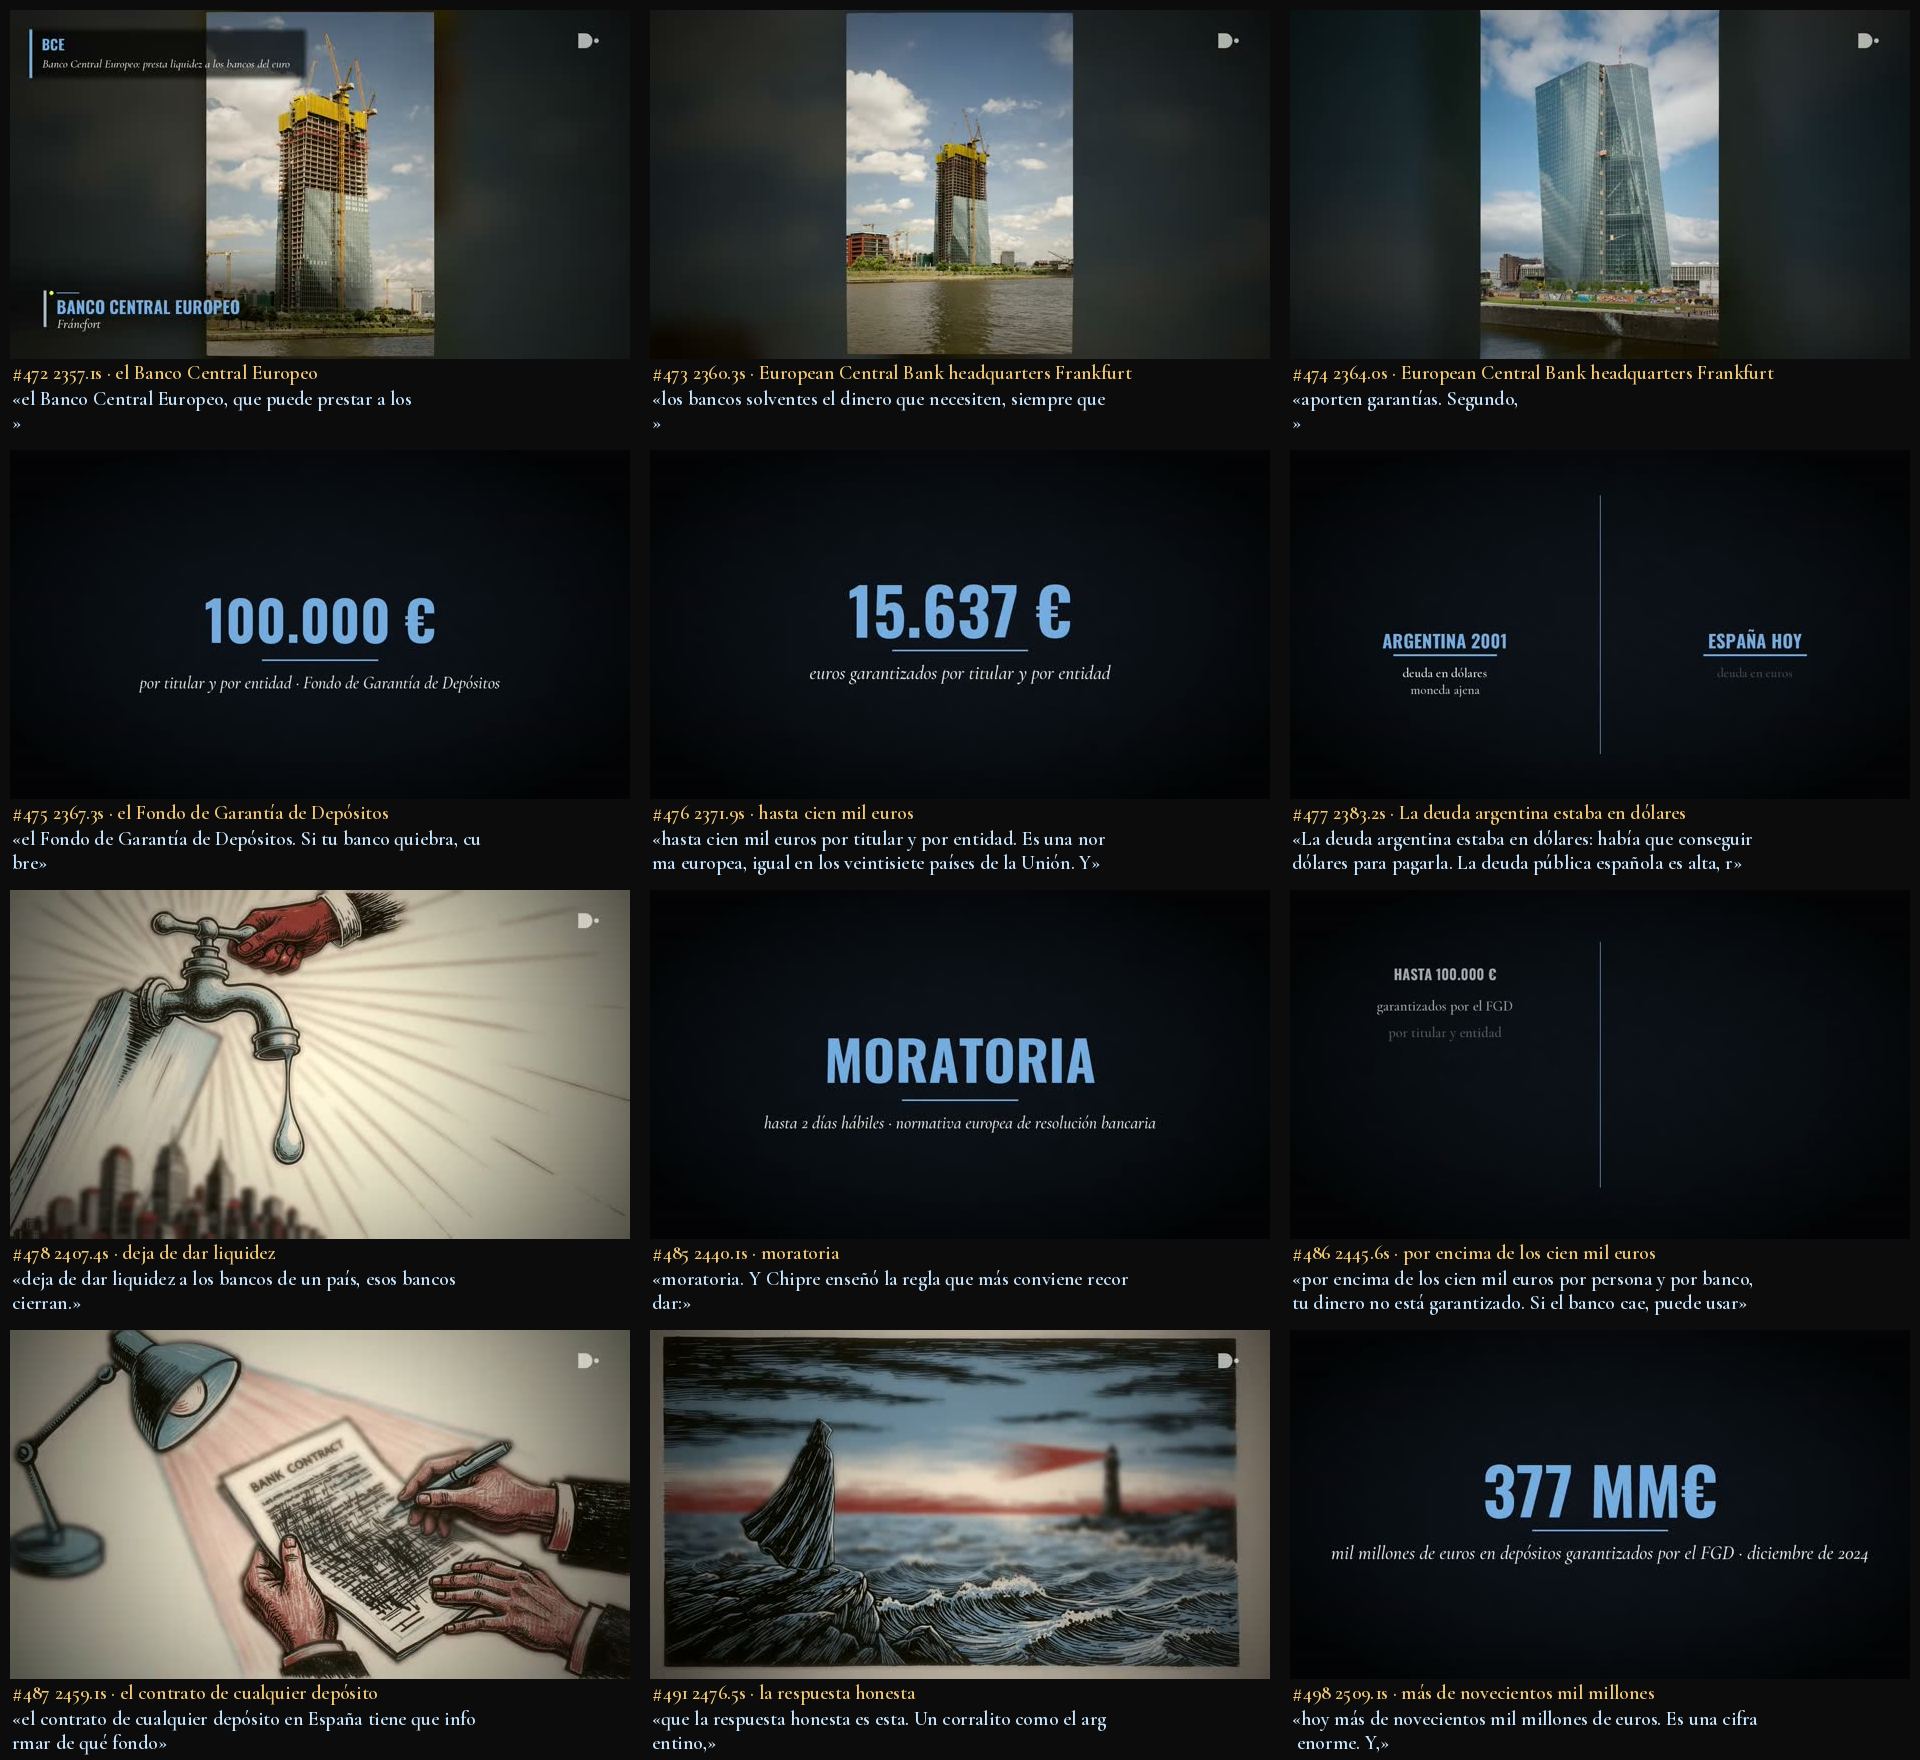 BCE
Banco Central Europeo: presta liquidez a los bancos del euro
BANCO CENTRAL EUROPEO
Fráncfort
#472 2357.1s · el Banco Central Europeo
«el Banco Central Europeo, que puede prestar a los
»
#473 2360.3s · European Central Bank headquarters Frankfurt
«los bancos solventes el dinero que necesiten, siempre que
»
#474 2364.0s · European Central Bank headquarters Frankfurt
«aporten garantías. Segundo,
»
100.000 €
por titular y por entidad · Fondo de Garantía de Depósitos
#475 2367.3s · el Fondo de Garantía de Depósitos
«el Fondo de Garantía de Depósitos. Si tu banco quiebra, cu
bre»
15.637 €
euros garantizados por titular y por entidad
#476 2371.9s · hasta cien mil euros
«hasta cien mil euros por titular y por entidad. Es una nor
ma europea, igual en los veintisiete países de la Unión. Y»
ARGENTINA 2001
deuda en dólares
moneda ajena
ESPAÑA HOY
deuda en euros
#477 2383.2s · La deuda argentina estaba en dólares
«La deuda argentina estaba en dólares: había que conseguir
dólares para pagarla. La deuda pública española es alta, r»
#478 2407.4s · deja de dar liquidez
«deja de dar liquidez a los bancos de un país, esos bancos
cierran.»
MORATORIA
hasta 2 días hábiles · normativa europea de resolución bancaria
#485 2440.1s · moratoria
«moratoria. Y Chipre enseñó la regla que más conviene recor
dar:»
HASTA 100.000 €
garantizados por el FGD
por titular y entidad
#486 2445.6s · por encima de los cien mil euros
«por encima de los cien mil euros por persona y por banco,
tu dinero no está garantizado. Si el banco cae, puede usar»
BANK CONTRACT
#487 2459.1s · el contrato de cualquier depósito
«el contrato de cualquier depósito en España tiene que info
rmar de qué fondo»
#491 2476.5s · la respuesta honesta
«que la respuesta honesta es esta. Un corralito como el arg
entino,»
377 MM€
mil millones de euros en depósitos garantizados por el FGD · diciembre de 2024
#498 2509.1s · más de novecientos mil millones
«hoy más de novecientos mil millones de euros. Es una cifra
enorme. Y,»